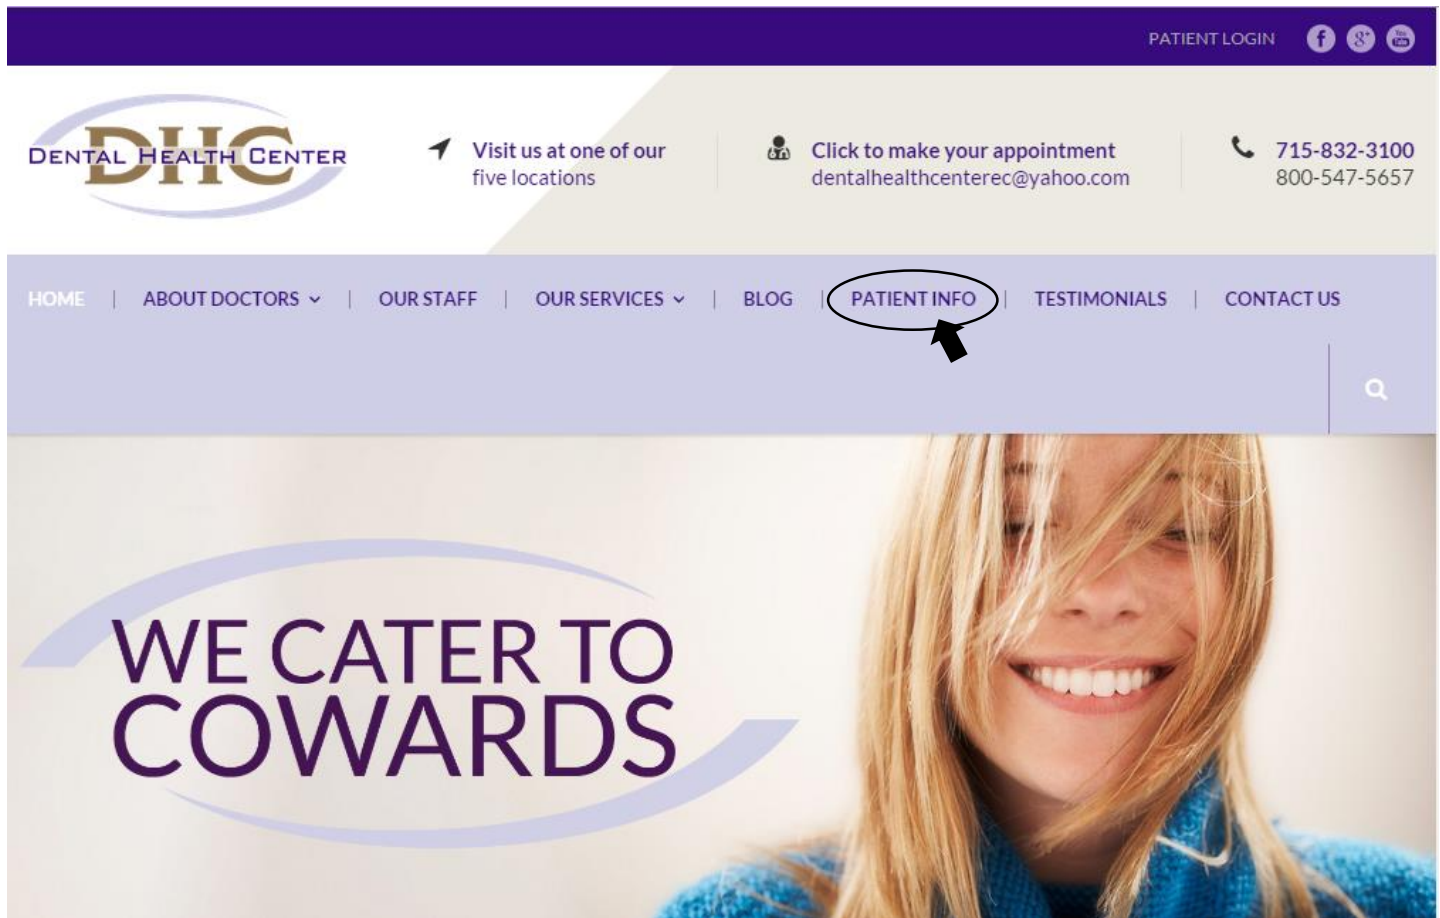 PATIENT LOGIN
DHC
DENTAL HEALTH CENTER
Visit us at one of our
five locations
Click to make your appointment
dentalhealthcenterec@yahoo.com
715-832-3100
800-547-5657
HOME | ABOUT DOCTORS | OUR STAFF | OUR SERVICES | BLOG | PATIENT INFO | TESTIMONIALS | CONTACT US
WE CATER TO
COWARDS